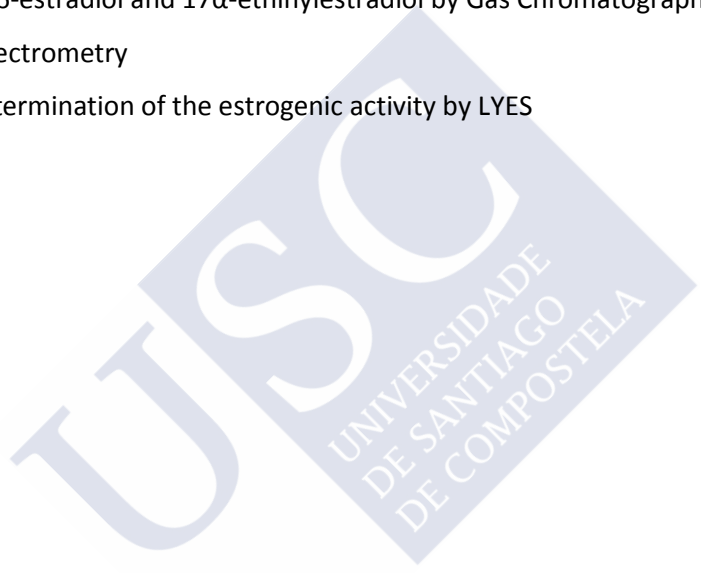 β-estradiol and 17α-ethinylestradiol by Gas Chromatograph
ectrometry
termination of the estrogenic activity by LYES
USC
UNIVERSIDADE
DE SANTIAGO
DE COMPOSTELA